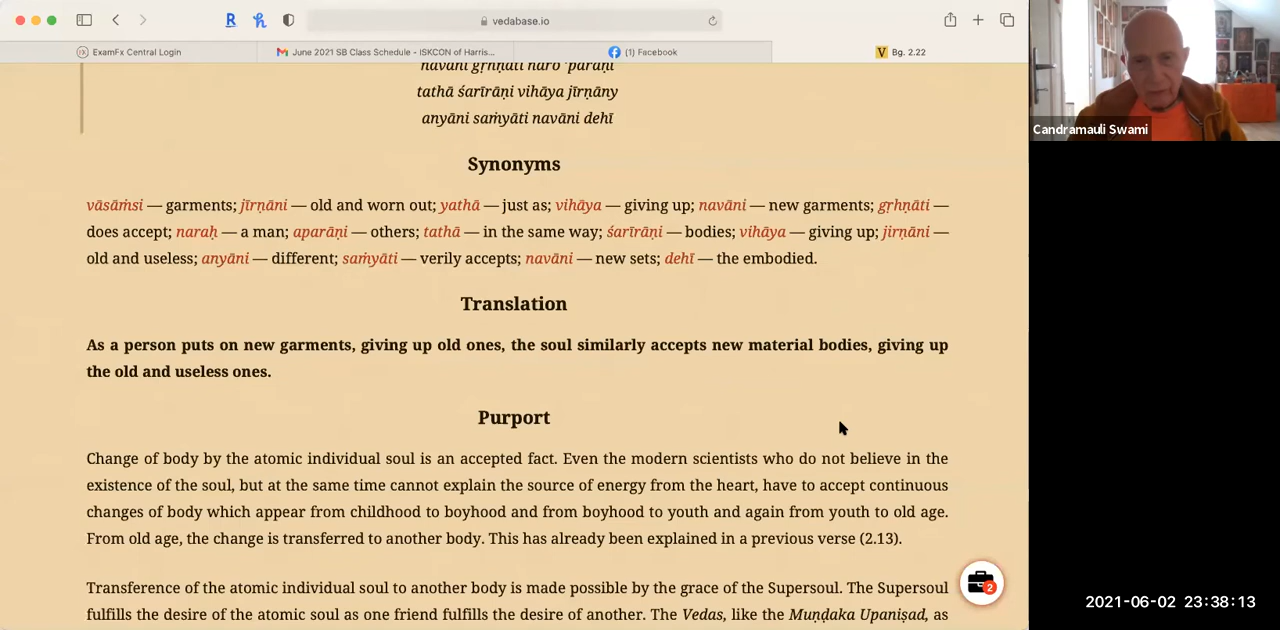 vedabase.io
ExamFx Central Login
June 2021 SB Class Schedule - ISKCON of Harris...
(1) Facebook
Bg. 2.22
navāni gṛhṇāti naro 'parāṇi
tathā śarīrāṇi vihāya jīrṇāny
anyāni saṁyāti navāni dehī
Synonyms
vāsāṁsi — garments; jīrṇāni — old and worn out; yathā — just as; vihāya — giving up; navāni — new garments; gṛhṇāti —
does accept; naraḥ — a man; aparāṇi — others; tathā — in the same way; śarīrāṇi — bodies; vihāya — giving up; jirṇāni —
old and useless; anyāni — different; saṁyāti — verily accepts; navāni — new sets; dehī — the embodied.
Translation
As a person puts on new garments, giving up old ones, the soul similarly accepts new material bodies, giving up
the old and useless ones.
Purport
Change of body by the atomic individual soul is an accepted fact. Even the modern scientists who do not believe in the
existence of the soul, but at the same time cannot explain the source of energy from the heart, have to accept continuous
changes of body which appear from childhood to boyhood and from boyhood to youth and again from youth to old age.
From old age, the change is transferred to another body. This has already been explained in a previous verse (2.13).
Transference of the atomic individual soul to another body is made possible by the grace of the Supersoul. The Supersoul
fulfills the desire of the atomic soul as one friend fulfills the desire of another. The Vedas, like the Muṇḍaka Upaniṣad, as
2
Candramauli Swami
2021-06-02 23:38:13